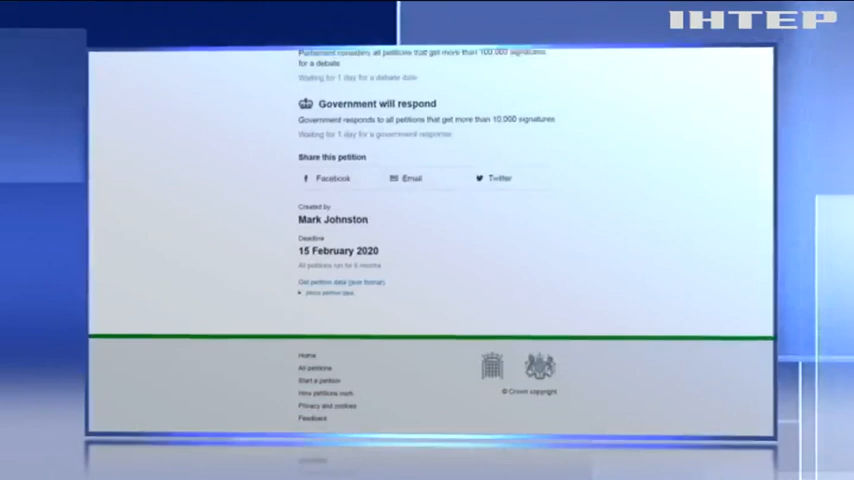 ІНТЕР
Parliament considers all petitions that get more than 100,000 signatures
for a debate
Waiting for 1 day for a debate date
Government will respond
Government responds to all petitions that get more than 10,000 signatures
Waiting for 1 day for a government response
Share this petition
Facebook Email Twitter
Created by
Mark Johnston
Deadline
15 February 2020
All petitions run for 6 months
Get petition data (json format)
About petition data
Home
All petitions
Start a petition
How petitions work
Privacy and cookies
Feedback
© Crown copyright